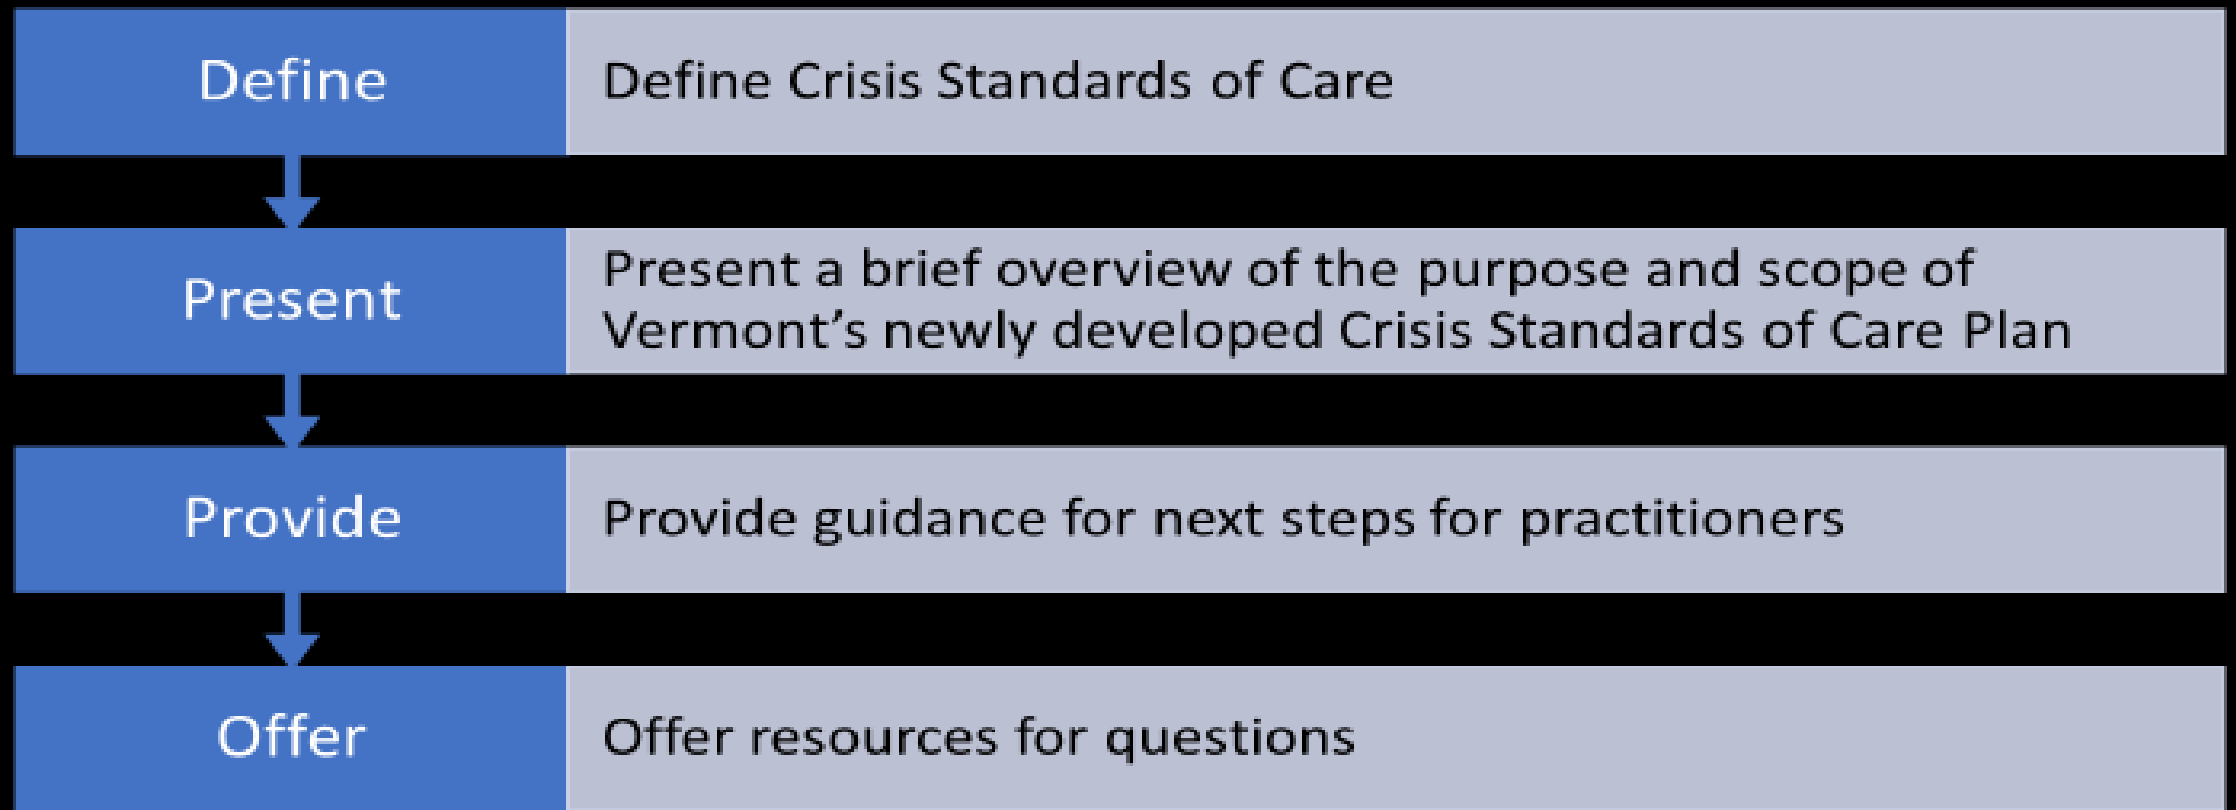 Define
Define Crisis Standards of Care
Present
Present a brief overview of the purpose and scope of
Vermont’s newly developed Crisis Standards of Care Plan
Provide
Provide guidance for next steps for practitioners
Offer
Offer resources for questions